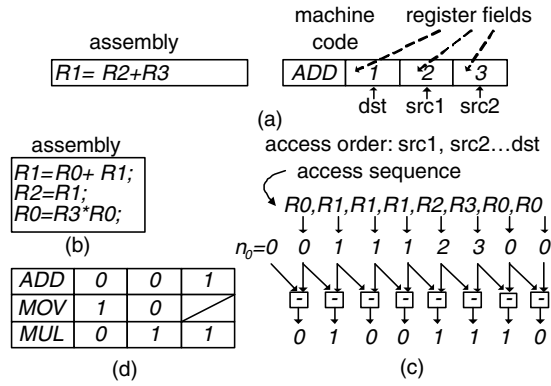 machine code
register fields
assembly
R1= R2+R3
ADD 1 2 3
dst src1 src2
(a)
assembly
R1=R0+ R1;
R2=R1;
R0=R3*R0;
(b)
access order: src1, src2...dst
access sequence
R0,R1,R1,R1,R2,R3,R0,R0
n0=0 0 1 1 1 2 3 0 0
- - - - - - - -
0 1 0 0 1 1 1 0
(c)
ADD 0 0 1
MOV 1 0
MUL 0 1 1
(d)